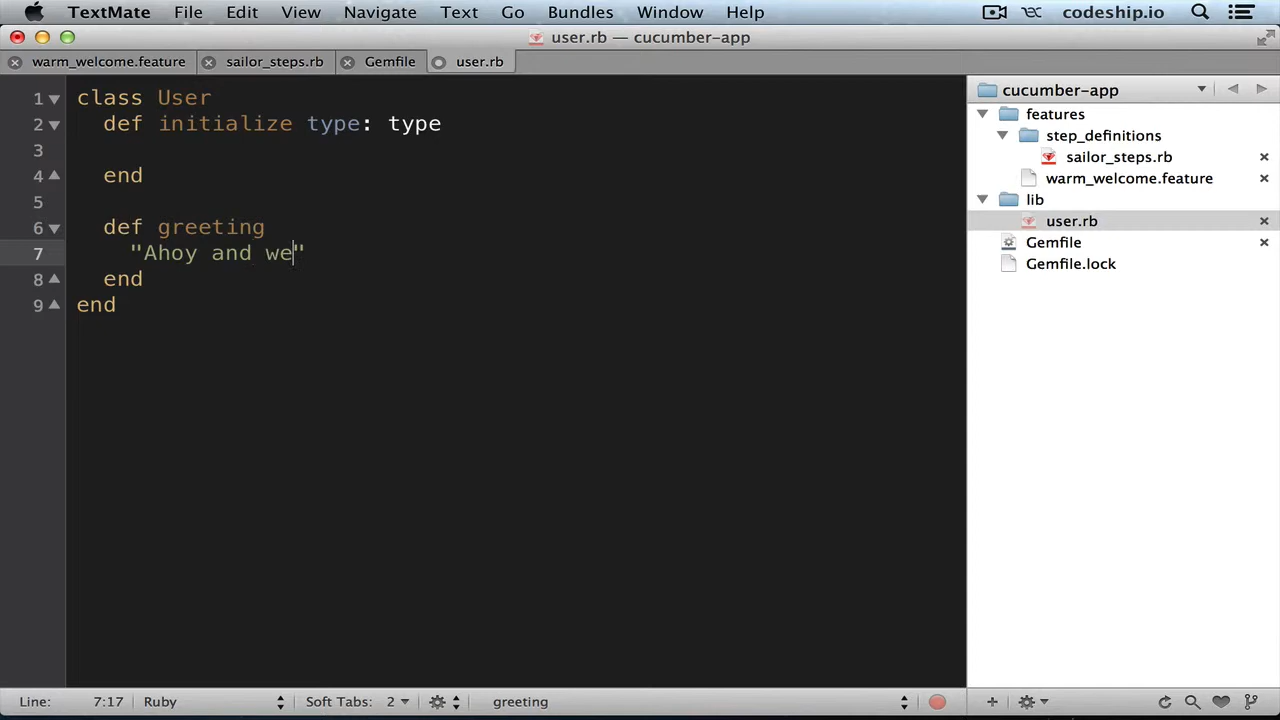 TextMate File Edit View Navigate Text Go Bundles Window Help codeship.io
user.rb — cucumber-app
warm_welcome.feature sailor_steps.rb Gemfile user.rb
1 class User
2 def initialize type: type
3
4 end
5
6 def greeting
7 "Ahoy and we"
8 end
9 end
cucumber-app
features
step_definitions
sailor_steps.rb
warm_welcome.feature
lib
user.rb
Gemfile
Gemfile.lock
Line: 7:17 Ruby Soft Tabs: 2 greeting